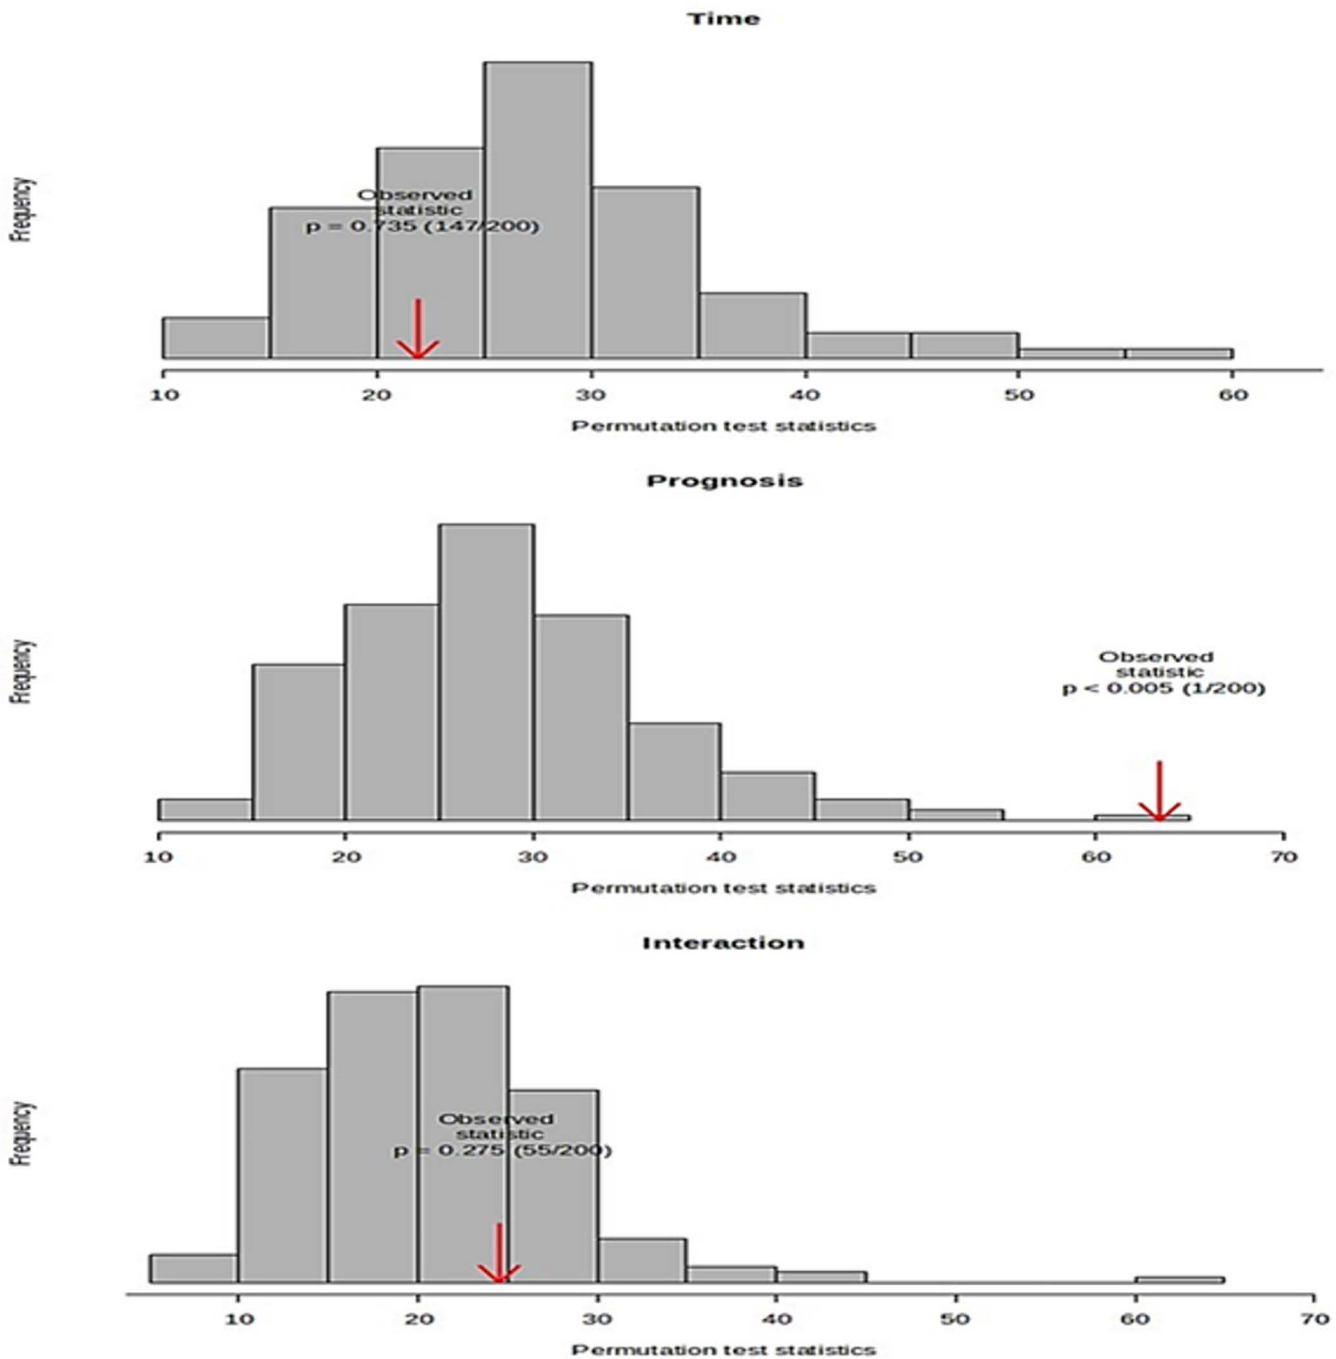 Time
Frequency
Observed
statistic
p = 0.735 (147/200)
10 20 30 40 50 60
Permutation test statistics
Prognosis
Frequency
Observed
statistic
p < 0.005 (1/200)
10 20 30 40 50 60 70
Permutation test statistics
Interaction
Frequency
Observed
statistic
p = 0.275 (55/200)
10 20 30 40 50 60 70
Permutation test statistics